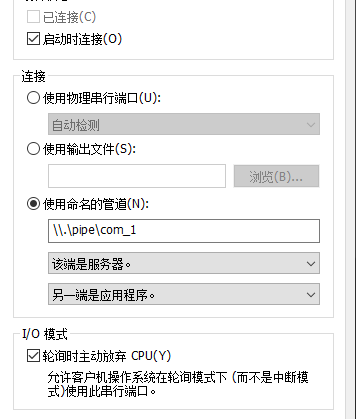 已连接(C)
启动时连接(O)
连接
使用物理串行端口(U):
自动检测
使用输出文件(S):
浏览(B)...
使用命名的管道(N):
\\.\pipe\com_1
该端是服务器。
另一端是应用程序。
I/O 模式
轮询时主动放弃 CPU(Y)
允许客户机操作系统在轮询模式下 (而不是中断模
式)使用此串行端口。